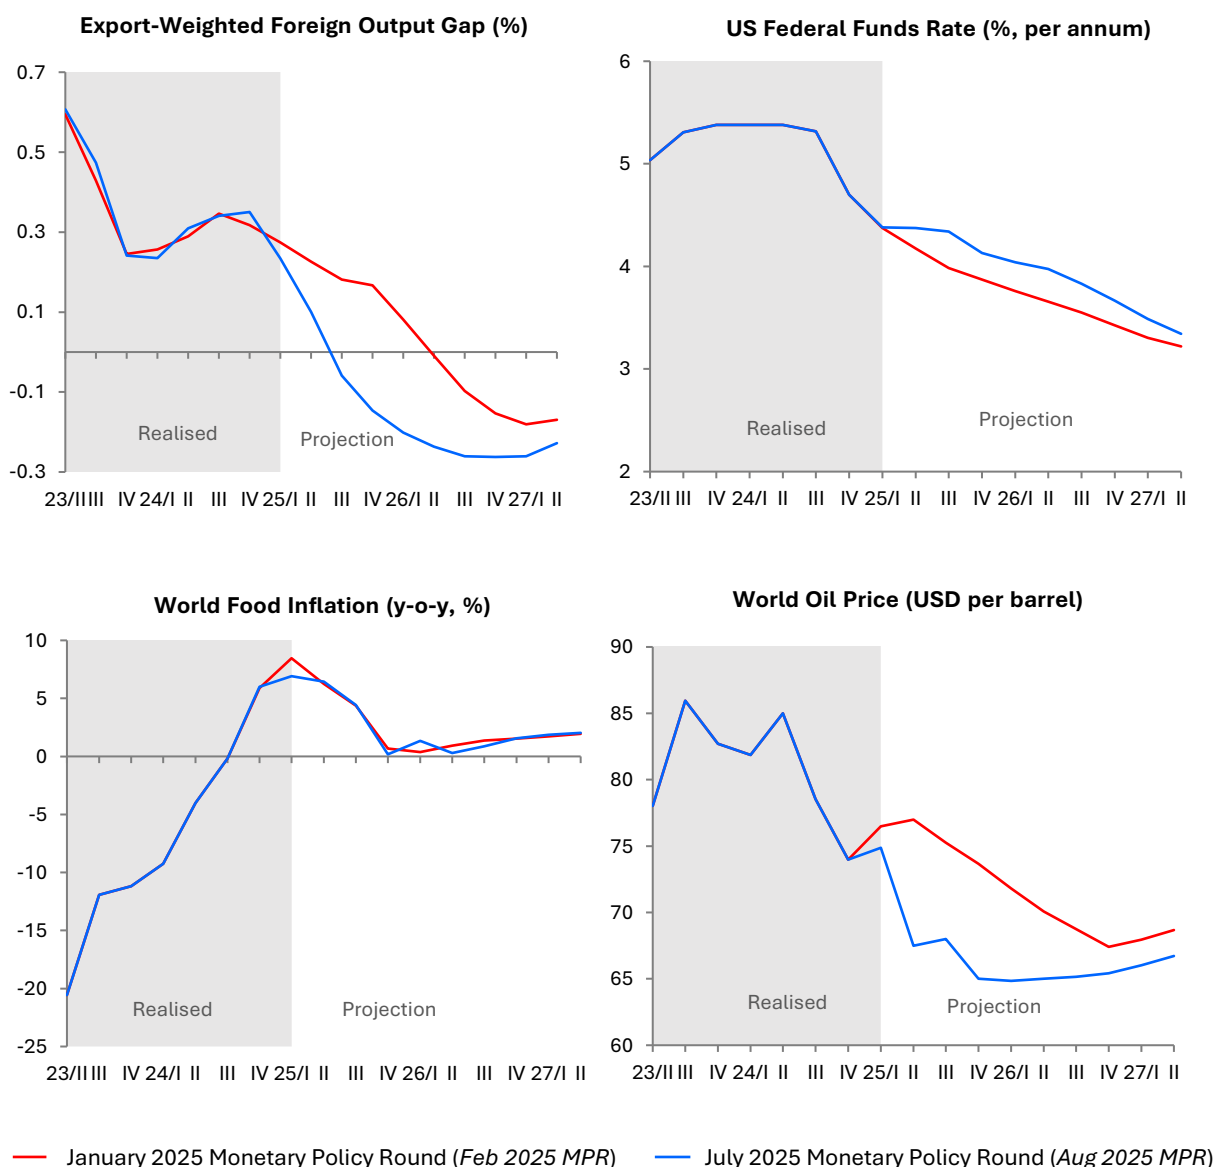 Export-Weighted Foreign Output Gap (%)
0.7
0.5
0.3
0.1
-0.1
-0.3
Realised
Projection
23/II III IV 24/I II III IV 25/I II III IV 26/I II III IV 27/I II
US Federal Funds Rate (%, per annum)
6
5
4
3
2
Realised
Projection
23/II III IV 24/I II III IV 25/I II III IV 26/I II III IV 27/I II
World Food Inflation (y-o-y, %)
10
5
0
-5
-10
-15
-20
-25
Realised
Projection
23/II III IV 24/I II III IV 25/I II III IV 26/I II III IV 27/I II
World Oil Price (USD per barrel)
90
85
80
75
70
65
60
Realised
Projection
23/II III IV 24/I II III IV 25/I II III IV 26/I II III IV 27/I II
January 2025 Monetary Policy Round (Feb 2025 MPR)
July 2025 Monetary Policy Round (Aug 2025 MPR)